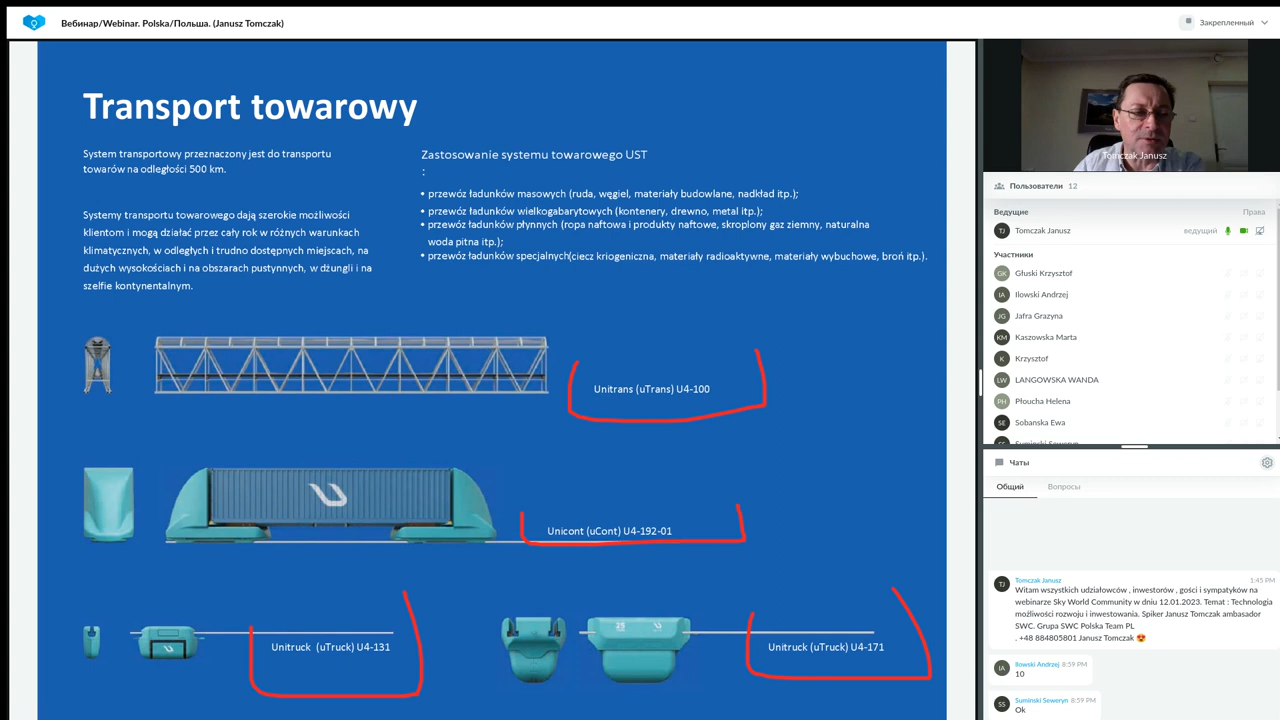 Вебинар/Webinar. Polska/Польша. (Janusz Tomczak)
Закрепленный
Transport towarowy
System transportowy przeznaczony jest do transportu
towarów na odległości 500 km.
Systemy transportu towarowego dają szerokie możliwości
klientom i mogą działać przez cały rok w różnych warunkach
klimatycznych, w odległych i trudno dostępnych miejscach, na
dużych wysokościach i na obszarach pustynnych, w dżungli i na
szelfie kontynentalnym.
Zastosowanie systemu towarowego UST
:
• przewóz ładunków masowych (ruda, węgiel, materiały budowlane, nadkład itp.);
• przewóz ładunków wielkogabarytowych (kontenery, drewno, metal itp.);
• przewóz ładunków płynnych (ropa naftowa i produkty naftowe, skroplony gaz ziemny, naturalna
woda pitna itp.);
• przewóz ładunków specjalnych(ciecz kriogeniczna, materiały radioaktywne, materiały wybuchowe, broń itp.).
Unitrans (uTrans) U4-100
Unicont (uCont) U4-192-01
Unitruck (uTruck) U4-131
Unitruck (uTruck) U4-171
Tomczak Janusz
Пользователи 12
Ведущие Права
TJ Tomczak Janusz ведущий
Участники
GK Głuski Krzysztof
IA Ilowski Andrzej
JG Jafra Grazyna
KM Kaszowska Marta
K Krzysztof
LW LANGOWSKA WANDA
PH Płoucha Helena
SE Sobanska Ewa
SS Suminski Seweryn
Чаты
Общий Вопросы
TJ Tomczak Janusz 1:45 PM
Witam wszystkich udziałowców , inwestorów , gości i sympatyków na
webinarze Sky World Community w dniu 12.01.2023. Temat : Technologia
możliwości rozwoju i inwestowania. Spiker Janusz Tomczak ambasador
SWC. Grupa SWC Polska Team PL
. +48 884805801 Janusz Tomczak 😍
IA Ilowski Andrzej 8:59 PM
10
SS Suminski Seweryn 8:59 PM
Ok